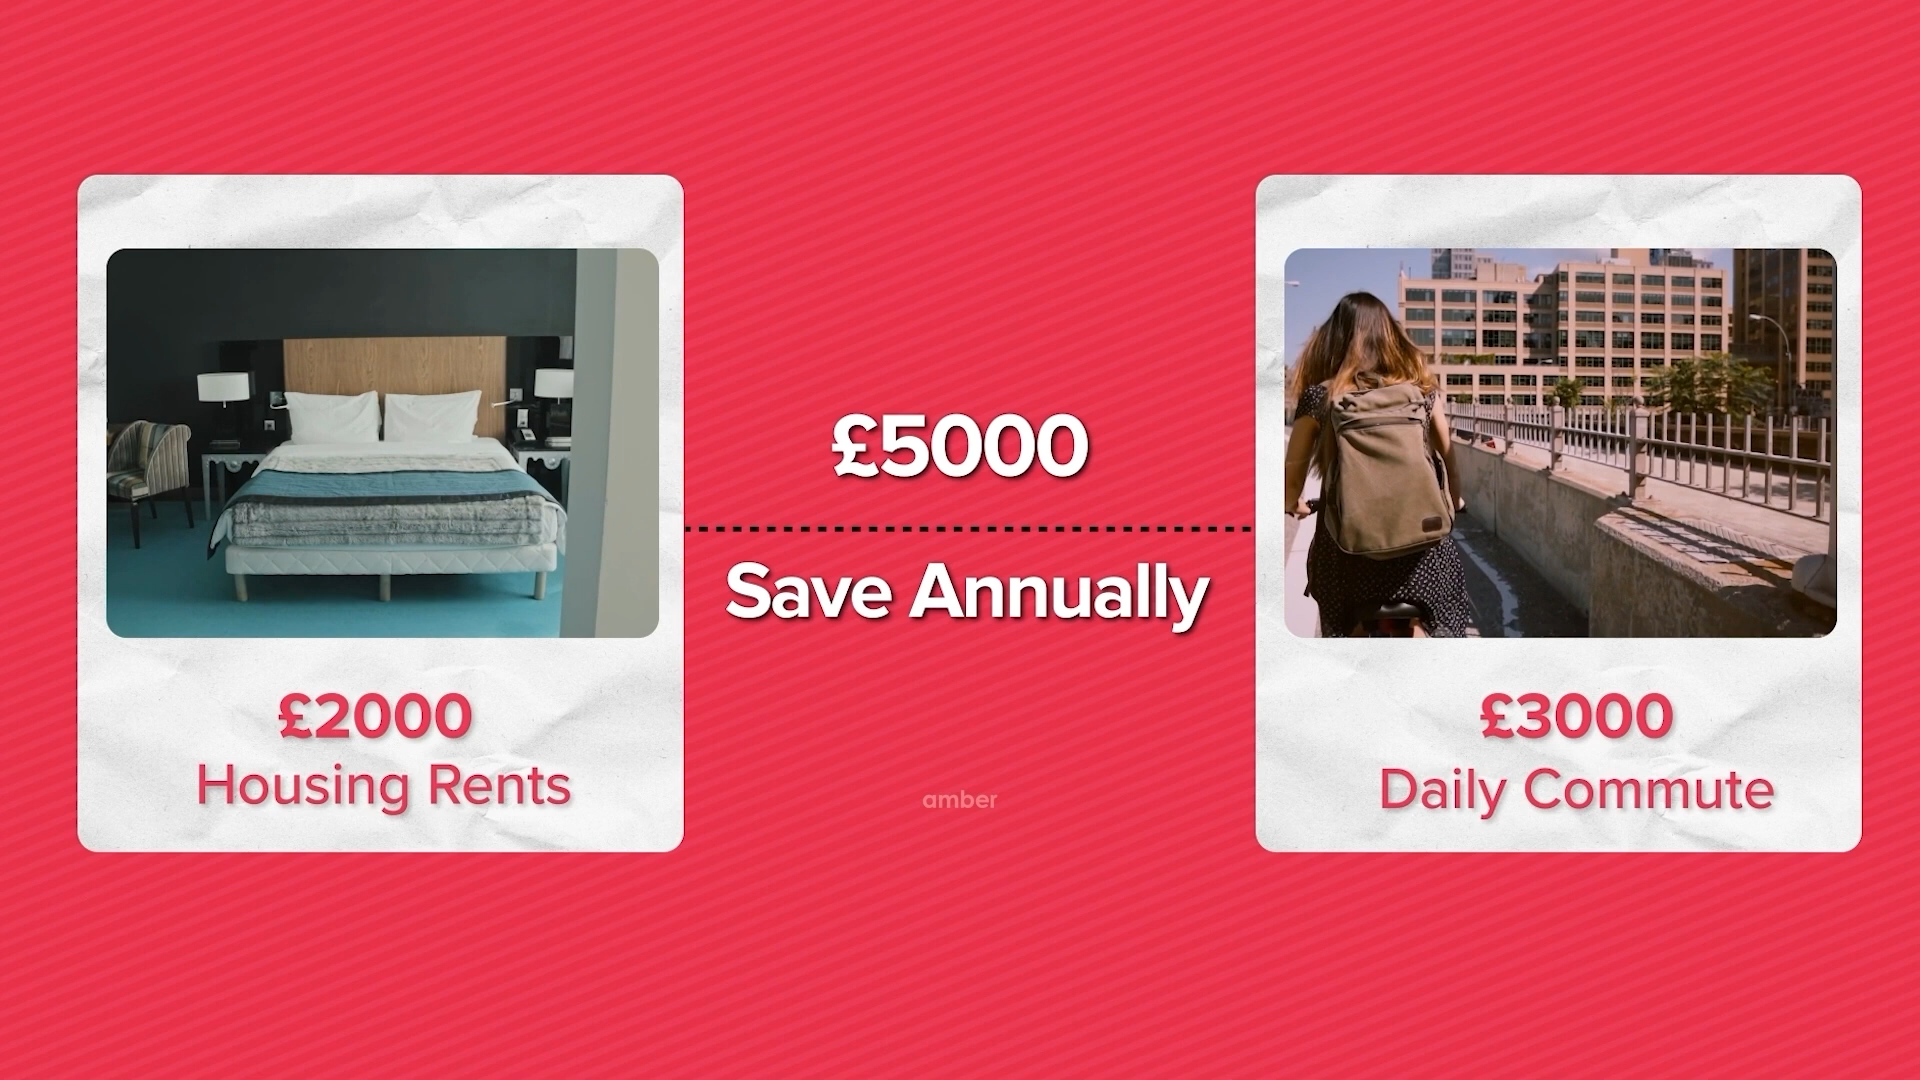 £2000
Housing Rents
£5000
Save Annually
amber
£3000
Daily Commute